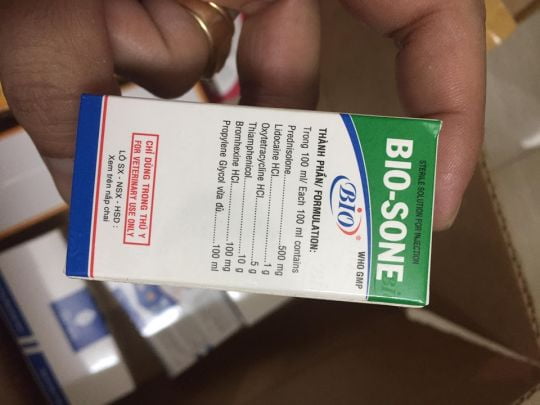 STERILE SOLUTION FOR INJECTION
BIO-SONE
Bio®
WHO GMP
THÀNH PHẦN/ FORMULATION:
Trong 100 ml/ Each 100 ml contains
Prednisolone..................500 mg
Lidocaine HCl..................1 g
Oxytetracycline HCl..................5 g
Thiamphenicol..................10 g
Bromhexine HCl..................100 mg
Propylene Glycol vừa đủ..................100 ml
CHỈ DÙNG TRONG THÚ Y
FOR VETERINARY USE ONLY
LÔ SX - NSX - HSD :
Xem trên nắp chai